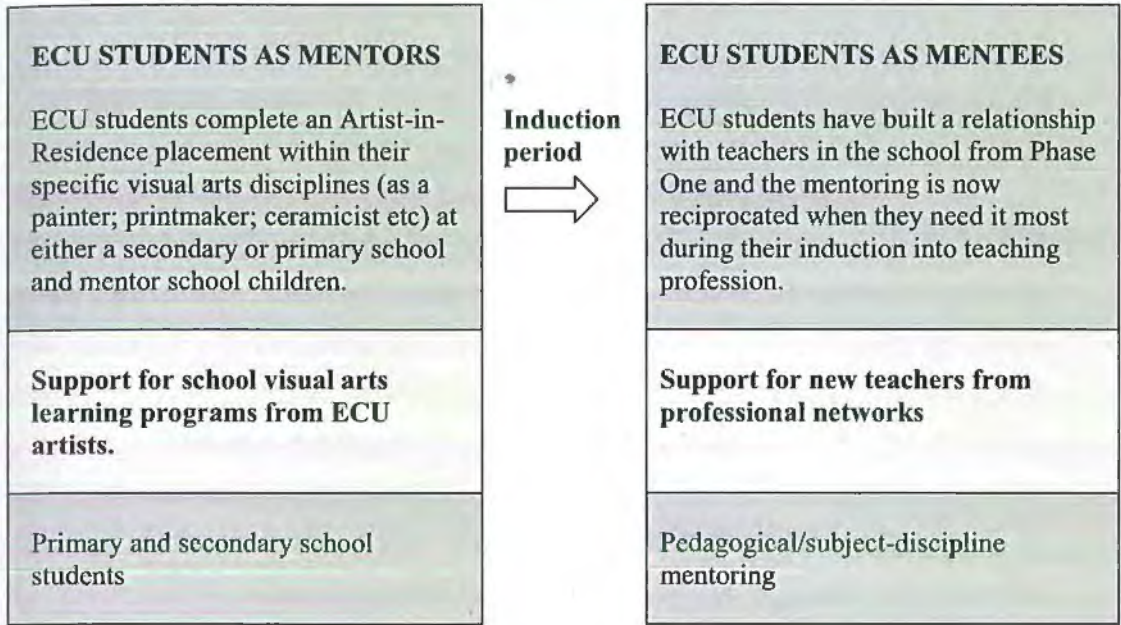 ECU STUDENTS AS MENTORS
ECU students complete an Artist-in-
Residence placement within their
specific visual arts disciplines (as a
painter; printmaker; ceramicist etc) at
either a secondary or primary school
and mentor school children.
Support for school visual arts
learning programs from ECU
artists.
Primary and secondary school
students
Induction
period
ECU STUDENTS AS MENTEES
ECU students have built a relationship
with teachers in the school from Phase
One and the mentoring is now
reciprocated when they need it most
during their induction into teaching
profession.
Support for new teachers from
professional networks
Pedagogical/subject-discipline
mentoring